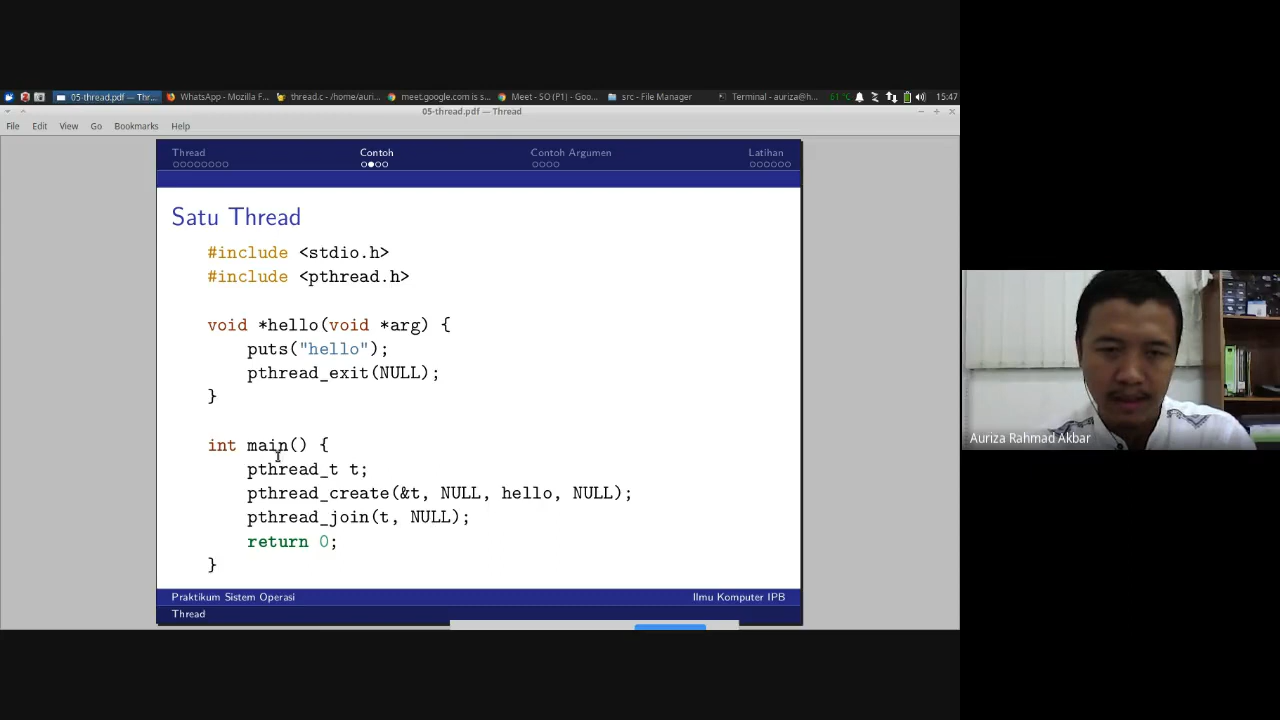 05-thread.pdf — Thr...
WhatsApp - Mozilla F...
thread.c - /home/auri...
meet.google.com is s...
Meet - SO (P1) - Goo...
src - File Manager
Terminal - auriza@h...
61 °C
15:47
05-thread.pdf — Thread
File Edit View Go Bookmarks Help
Thread Contoh Contoh Argumen Latihan
Satu Thread
#include <stdio.h>
#include <pthread.h>
void *hello(void *arg) {
puts("hello");
pthread_exit(NULL);
}
int main() {
pthread_t t;
pthread_create(&t, NULL, hello, NULL);
pthread_join(t, NULL);
return 0;
}
Praktikum Sistem Operasi Ilmu Komputer IPB
Thread
Auriza Rahmad Akbar